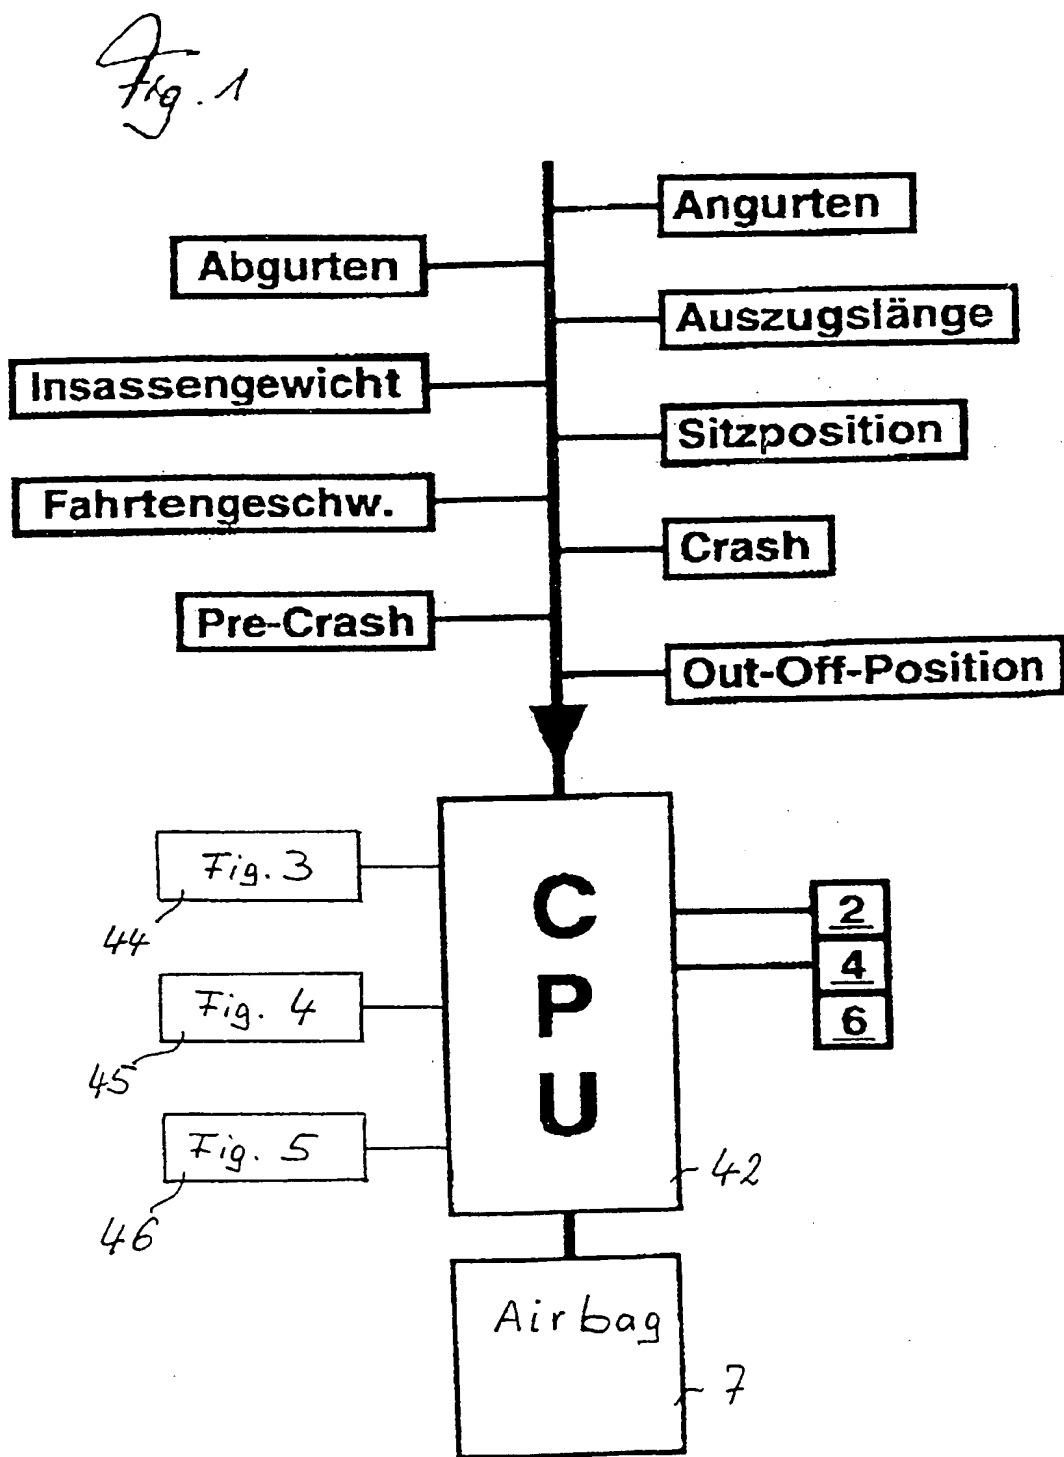 Fig. 1
Angurten
Abgurten
Auszugslänge
Insassengewicht
Sitzposition
Fahrtengeschw.
Crash
Pre-Crash
Out-Off-Position
C
P
U
Fig. 3
44
2
4
6
Fig. 4
45
Fig. 5
46
42
Airbag
7